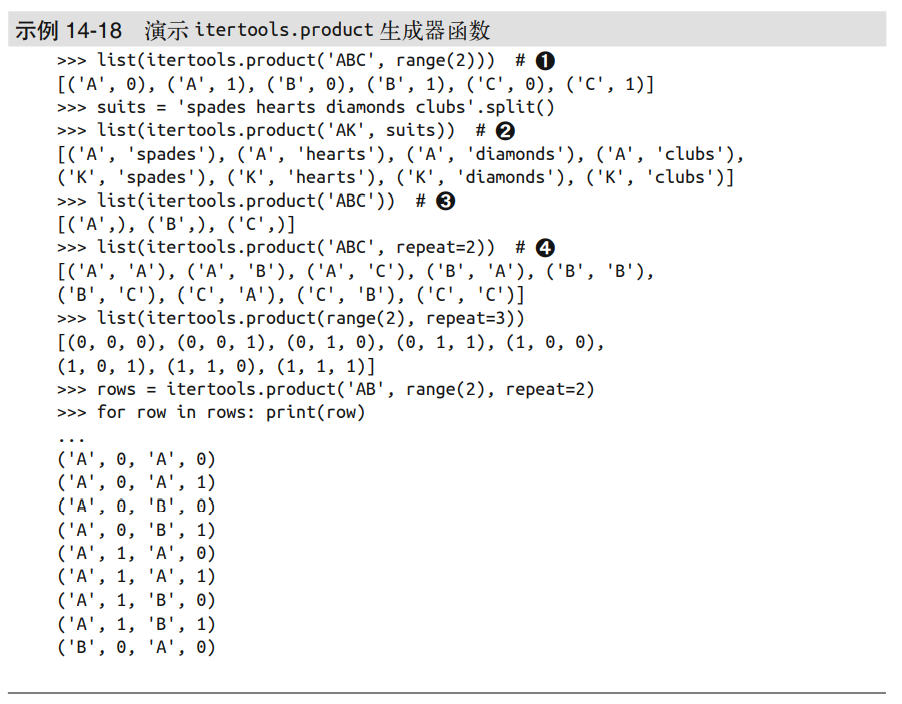 示例 14-18 演示 itertools.product 生成器函数
>>> list(itertools.product('ABC', range(2))) # ❶
[('A', 0), ('A', 1), ('B', 0), ('B', 1), ('C', 0), ('C', 1)]
>>> suits = 'spades hearts diamonds clubs'.split()
>>> list(itertools.product('AK', suits)) # ❷
[('A', 'spades'), ('A', 'hearts'), ('A', 'diamonds'), ('A', 'clubs'),
('K', 'spades'), ('K', 'hearts'), ('K', 'diamonds'), ('K', 'clubs')]
>>> list(itertools.product('ABC')) # ❸
[('A',), ('B',), ('C',)]
>>> list(itertools.product('ABC', repeat=2)) # ❹
[('A', 'A'), ('A', 'B'), ('A', 'C'), ('B', 'A'), ('B', 'B'),
('B', 'C'), ('C', 'A'), ('C', 'B'), ('C', 'C')]
>>> list(itertools.product(range(2), repeat=3))
[(0, 0, 0), (0, 0, 1), (0, 1, 0), (0, 1, 1), (1, 0, 0),
(1, 0, 1), (1, 1, 0), (1, 1, 1)]
>>> rows = itertools.product('AB', range(2), repeat=2)
>>> for row in rows: print(row)
...
('A', 0, 'A', 0)
('A', 0, 'A', 1)
('A', 0, 'B', 0)
('A', 0, 'B', 1)
('A', 1, 'A', 0)
('A', 1, 'A', 1)
('A', 1, 'B', 0)
('A', 1, 'B', 1)
('B', 0, 'A', 0)